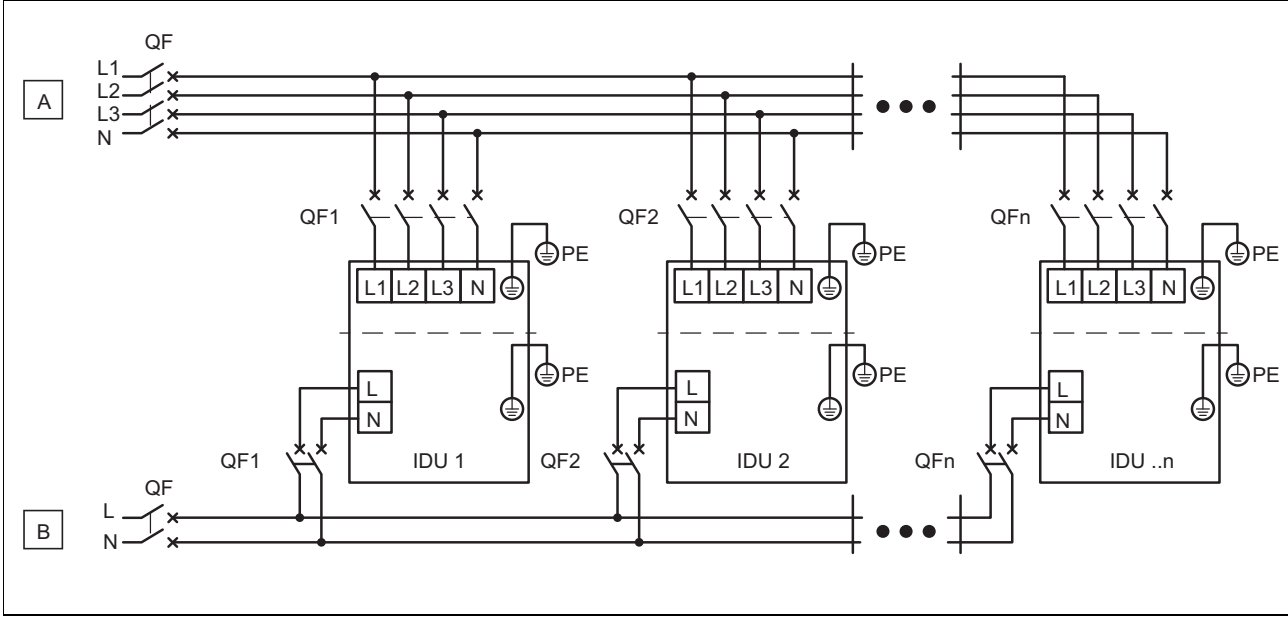 QF
A
L1
L2
L3
N
QF1
QF2
QFn
PE
PE
PE
L1 L2 L3 N
L1 L2 L3 N
L1 L2 L3 N
PE
PE
PE
L
N
L
N
L
N
QF1
IDU 1
QF2
IDU 2
QFn
IDU ..n
QF
B
L
N